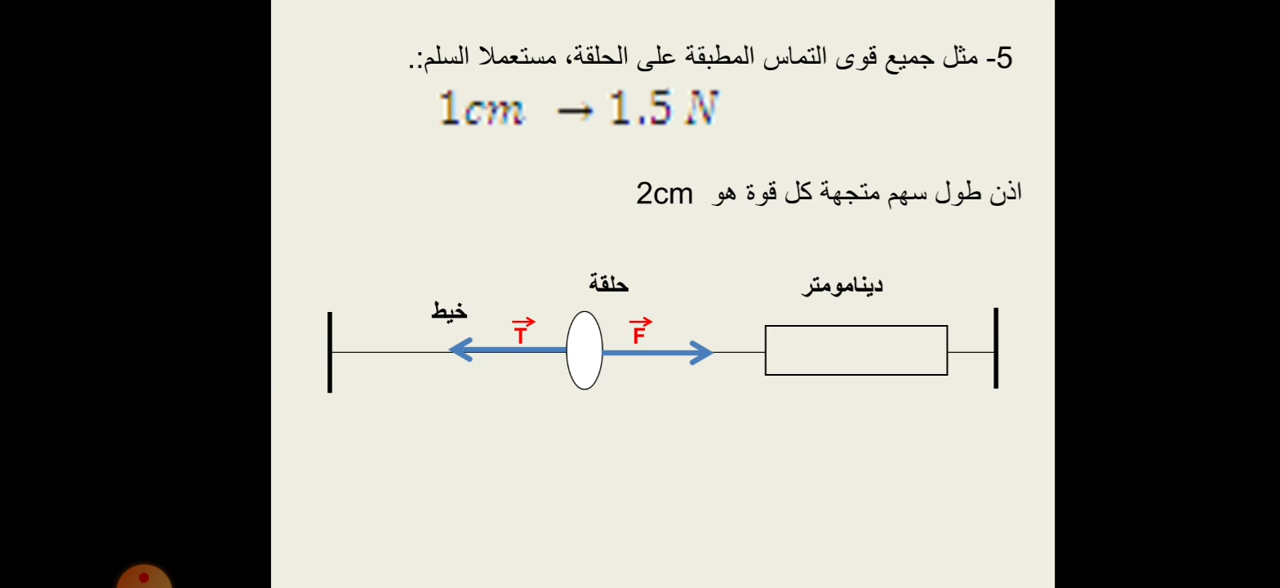 5- مثل جميع قوى التماس المطبقة على الحلقة، مستعملا السلم:.
1cm → 1.5 N
اذن طول سهم متجهة كل قوة هو 2cm
حلقة
دينامومتر
خيط
T
F